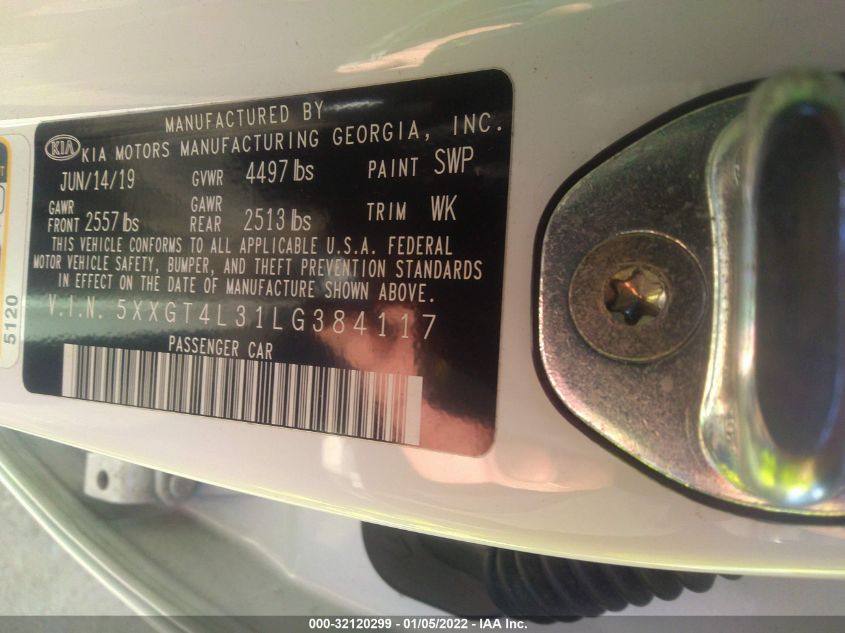 MANUFACTURED BY
KIA KIA MOTORS MANUFACTURING GEORGIA, INC.
JUN/14/19 GVWR 4497 lbs PAINT SWP
GAWR FRONT 2557 lbs GAWR REAR 2513 lbs TRIM WK
THIS VEHICLE CONFORMS TO ALL APPLICABLE U.S.A. FEDERAL
MOTOR VEHICLE SAFETY, BUMPER, AND THEFT PREVENTION STANDARDS
IN EFFECT ON THE DATE OF MANUFACTURE SHOWN ABOVE.
V.I.N. 5XXGT4L31LG384117
PASSENGER CAR
5120
000-32120299 - 01/05/2022 - IAA Inc.